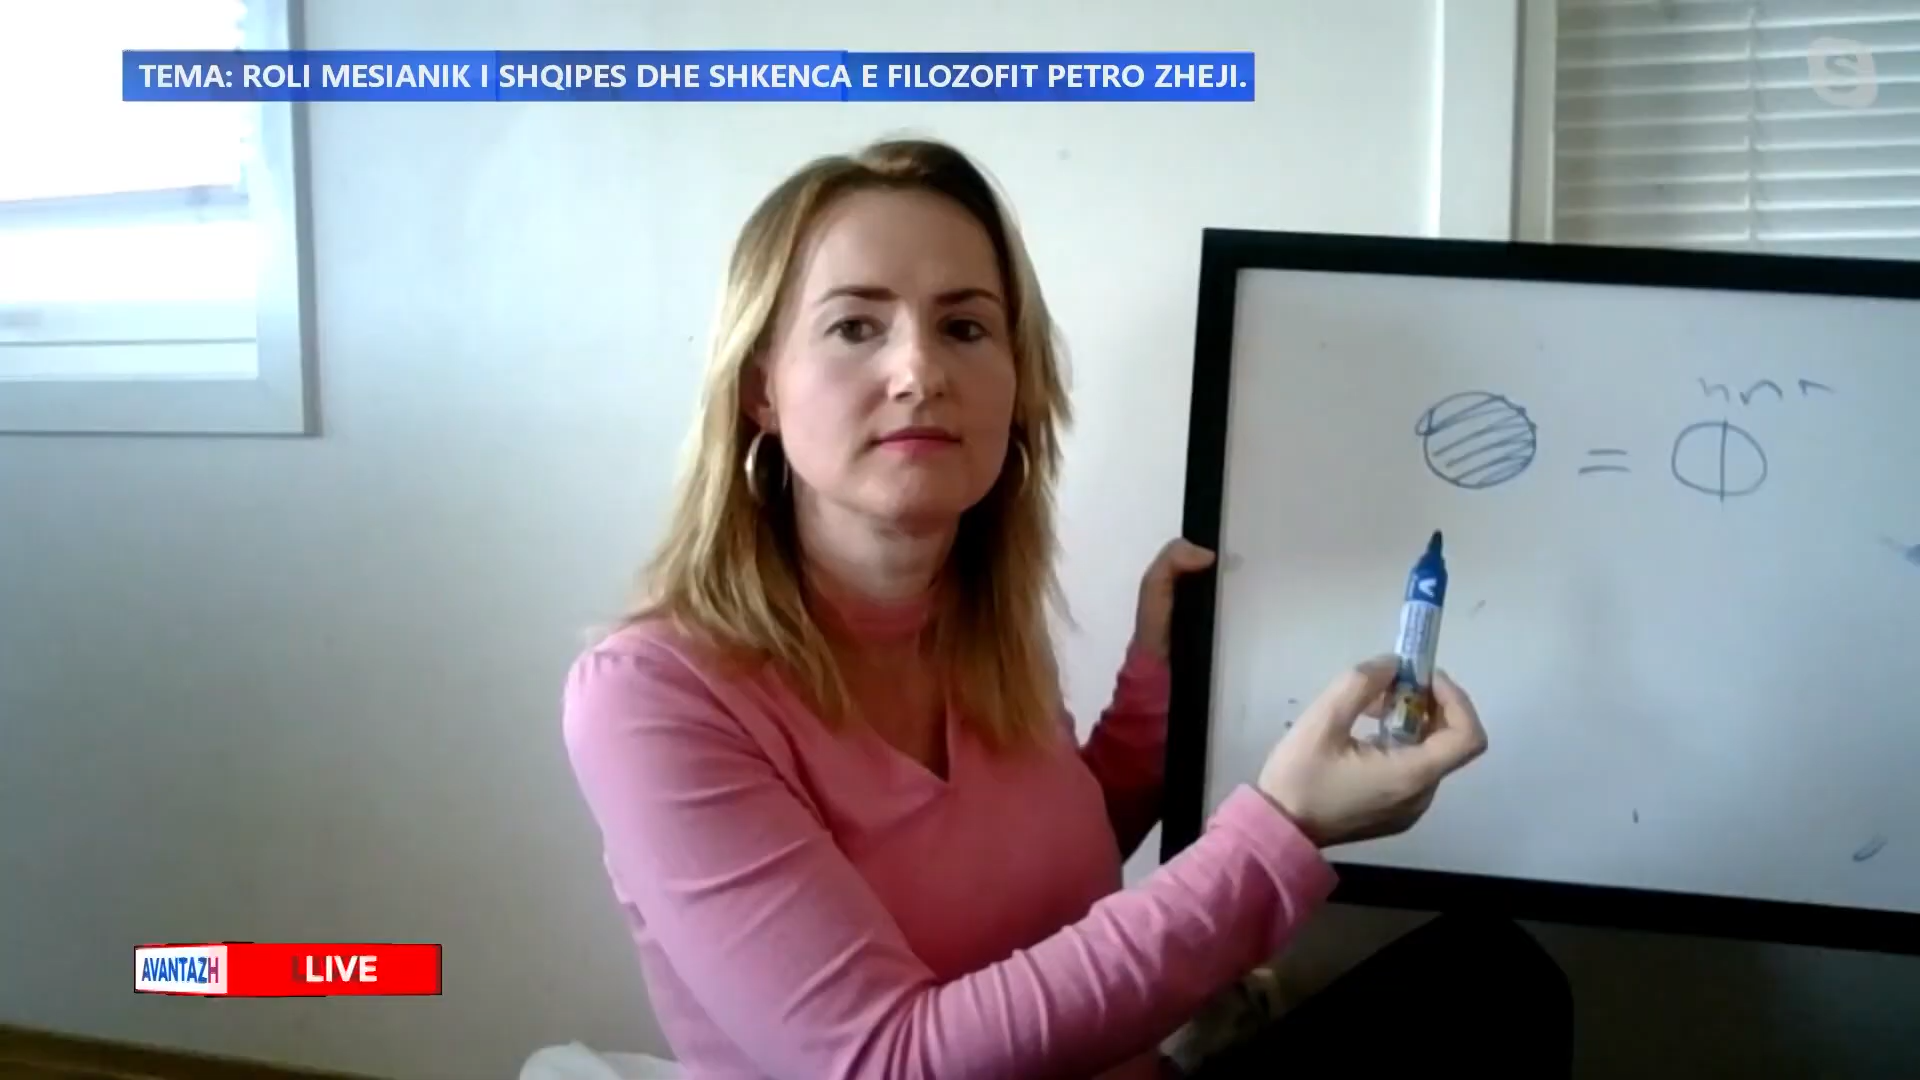 TEMA: ROLI MESIANIK I SHQIPES DHE SHKENCA E FILOZOFIT PETRO ZHEJI.
S
=
AVANTAZH LIVE